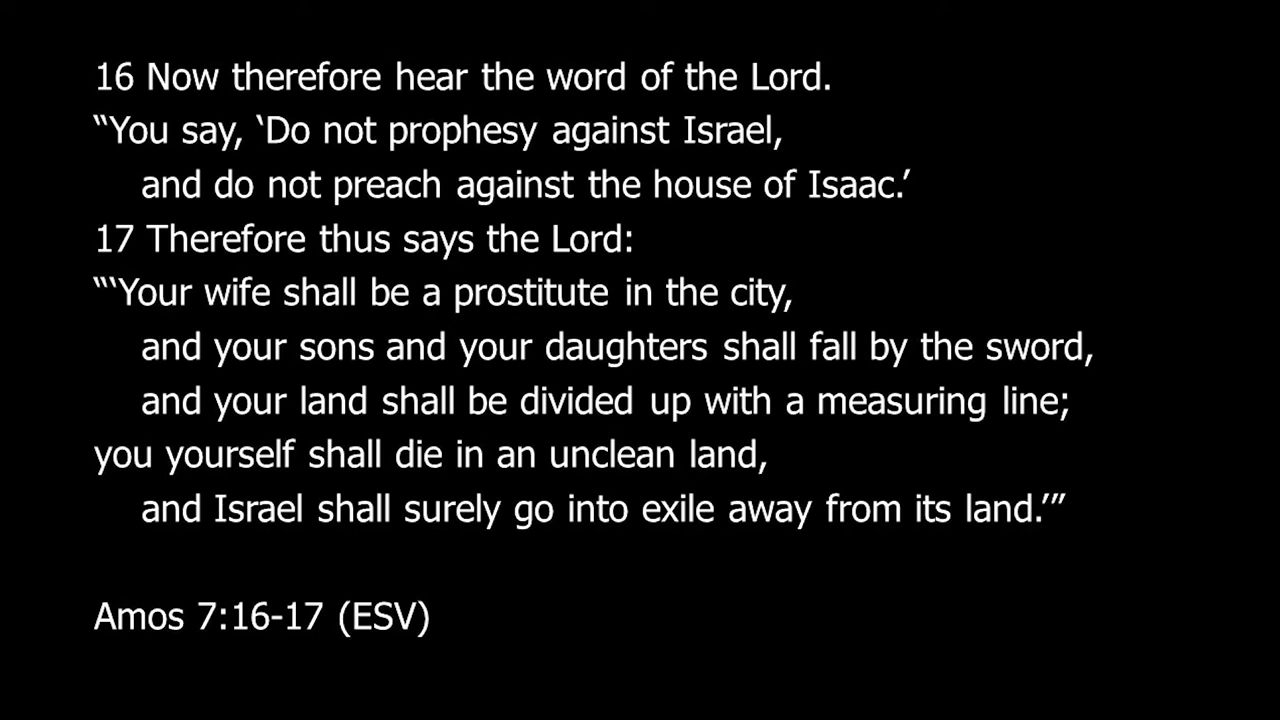 16 Now therefore hear the word of the Lord.
“You say, ‘Do not prophesy against Israel,
and do not preach against the house of Isaac.’
17 Therefore thus says the Lord:
“‘Your wife shall be a prostitute in the city,
and your sons and your daughters shall fall by the sword,
and your land shall be divided up with a measuring line;
you yourself shall die in an unclean land,
and Israel shall surely go into exile away from its land.’”
Amos 7:16-17 (ESV)